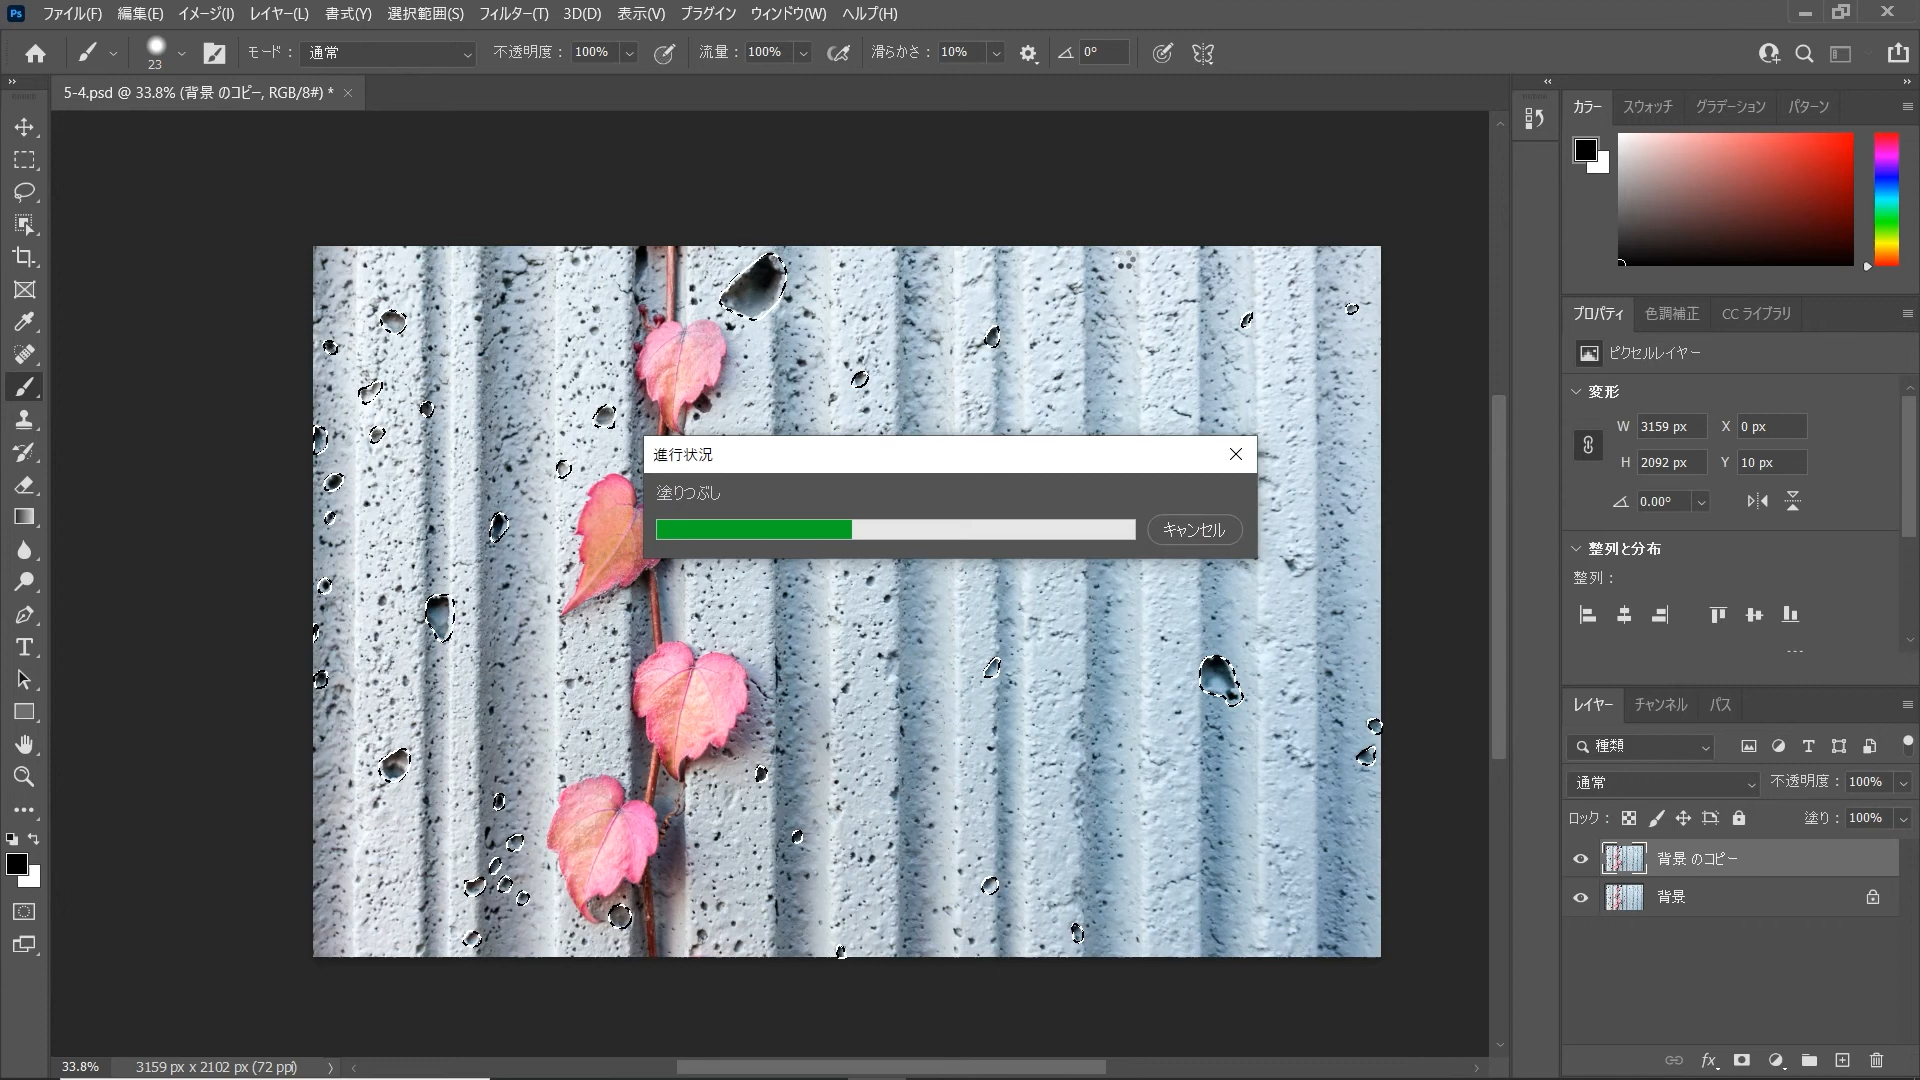 Ps ファイル(F) 編集(E) イメージ(I) レイヤー(L) 書式(Y) 選択範囲(S) フィルター(T) 3D(D) 表示(V) プラグイン ウィンドウ(W) ヘルプ(H)
23 モード： 通常 不透明度： 100% 流量： 100% 滑らかさ： 10% 0°
5-4.psd @ 33.8% (背景 のコピー, RGB/8#) *
カラー スウォッチ グラデーション パターン
プロパティ 色調補正 CC ライブラリ
ピクセルレイヤー
変形
W 3159 px X 0 px
H 2092 px Y 10 px
0.00°
整列と分布
整列：
進行状況
塗りつぶし
キャンセル
レイヤー チャンネル パス
種類
通常 不透明度： 100%
ロック： 塗り： 100%
背景 のコピー
背景
fx
33.8% 3159 px x 2102 px (72 ppi)